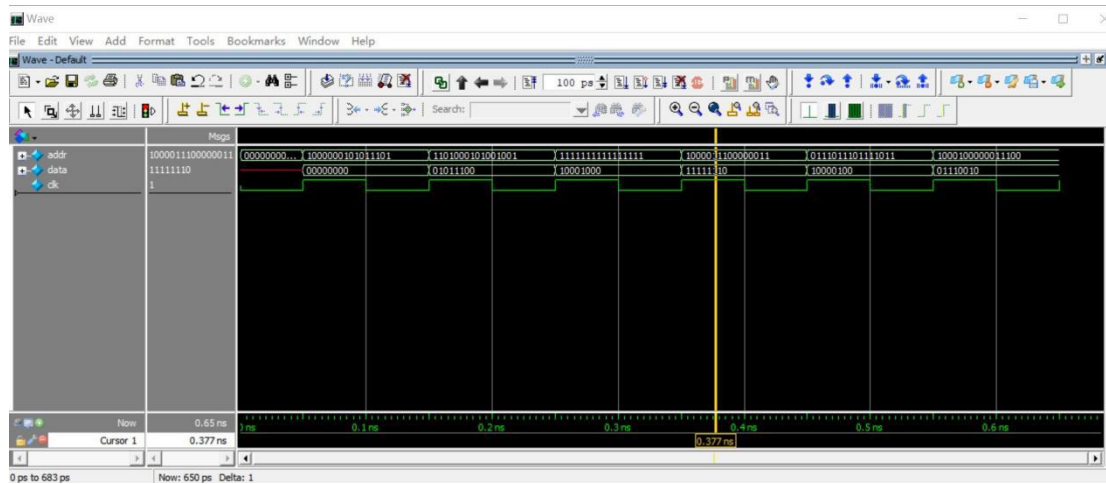 Wave
File Edit View Add Format Tools Bookmarks Window Help
Wave - Default
100 ps
Search:
Msgs
addr 1000011100000011 00000000... 1000000101011101 1101000101001001 1111111111111111 1000011100000011 0111011101111011 1000100000011100
data 11111110 00000000 01011100 10001000 11111110 10000100 01110010
clk 1
Now 0.65 ns ns 0.1 ns 0.2 ns 0.3 ns 0.4 ns 0.5 ns 0.6 ns
Cursor 1 0.377 ns 0.377 ns
0 ps to 683 ps Now: 650 ps Delta: 1